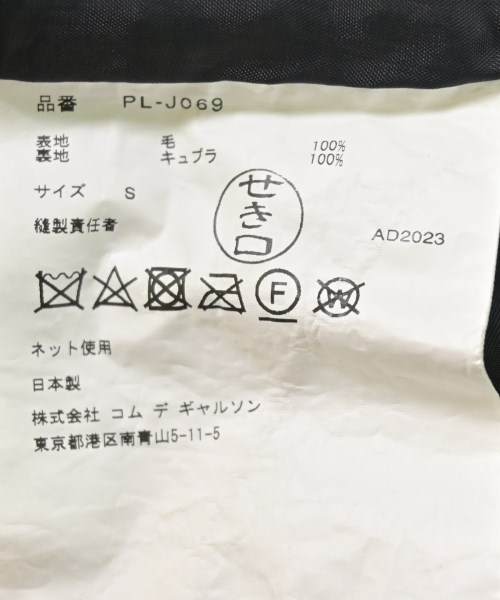 品番 PL-J069
表地 毛 100%
裏地 キュプラ 100%
サイズ S
せき口
縫製責任者
AD2023
F
W
ネット使用
日本製
株式会社 コム デ ギャルソン
東京都港区南青山5-11-5